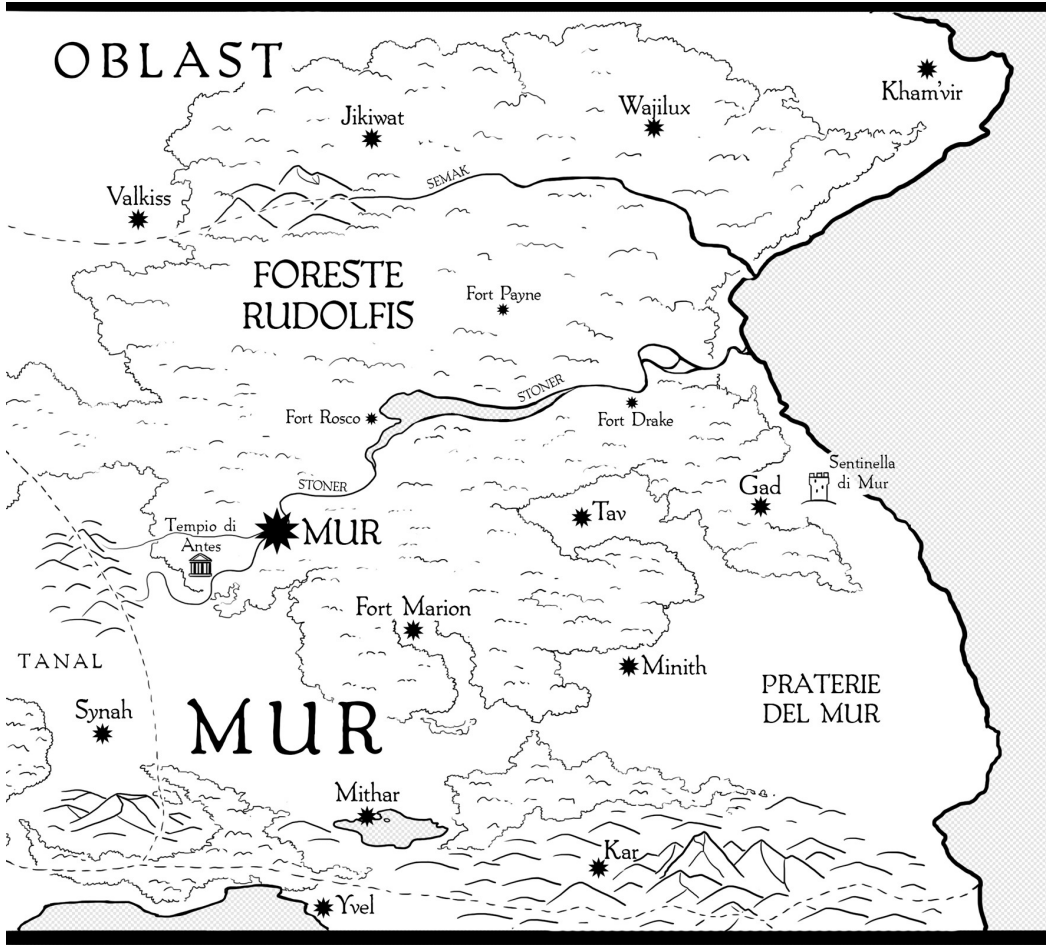 OBLAST
Kham'vir
Jikiwat
Wajilux
SEMAK
Valkiss
FORESTE
RUDOLFIS
Fort Payne
STONER
Fort Rosco
Fort Drake
Sentinella
di Mur
STONER
Gad
Tav
Tempio di
Antes
MUR
Fort Marion
TANAL
Minith
PRATERIE
DEL MUR
Synah
MUR
Mithar
Kar
Yvel